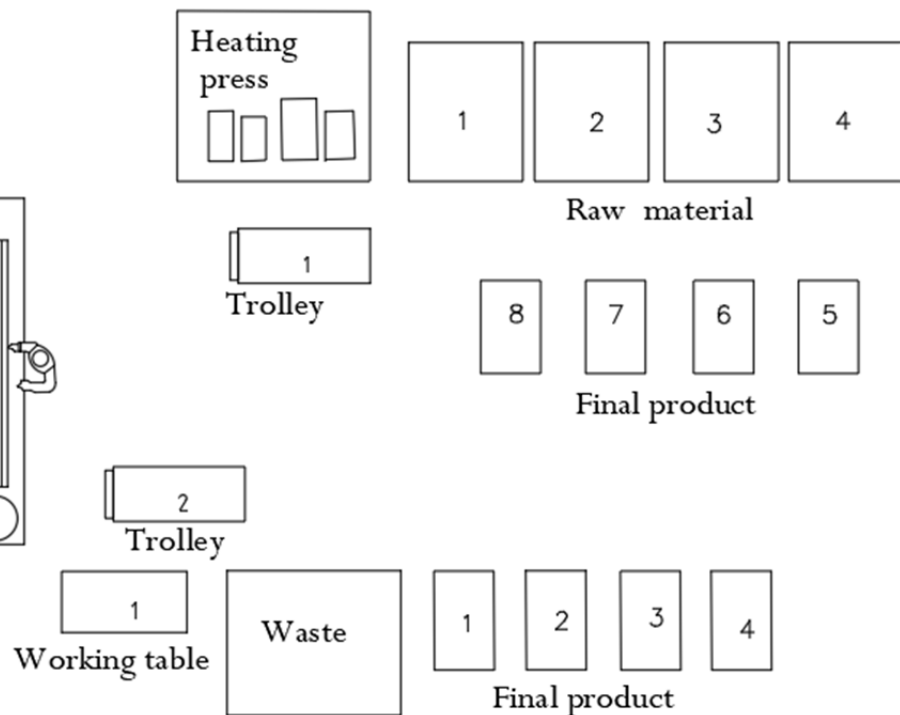 Heating
press
1 2 3 4
Raw material
1
Trolley
8 7 6 5
Final product
2
Trolley
1
Working table
Waste
1 2 3 4
Final product